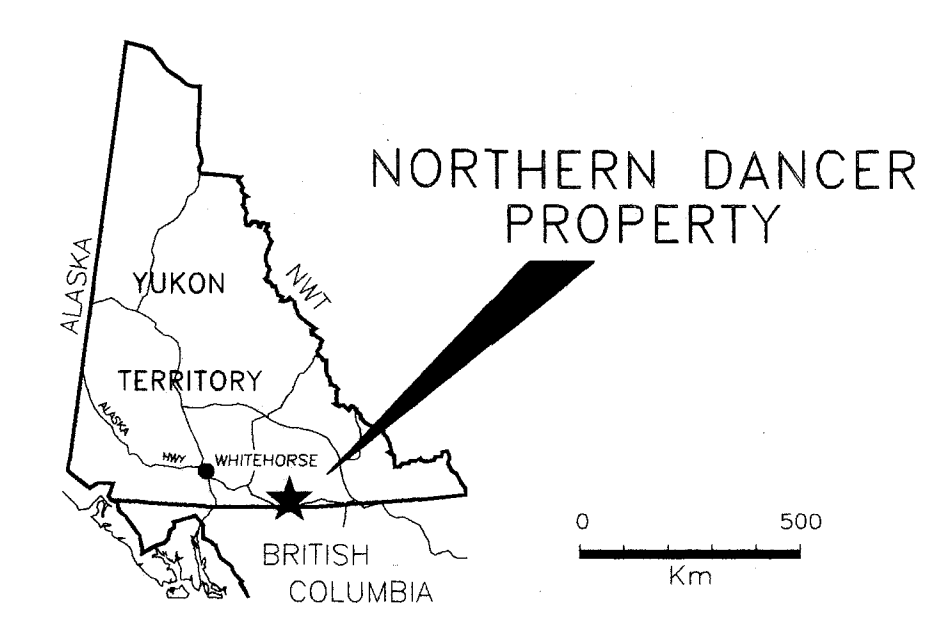 NORTHERN DANCER
PROPERTY
ALASKA
YUKON
NWT
TERRITORY
ALASKA
HWY
WHITEHORSE
BRITISH
COLUMBIA
0 500
Km